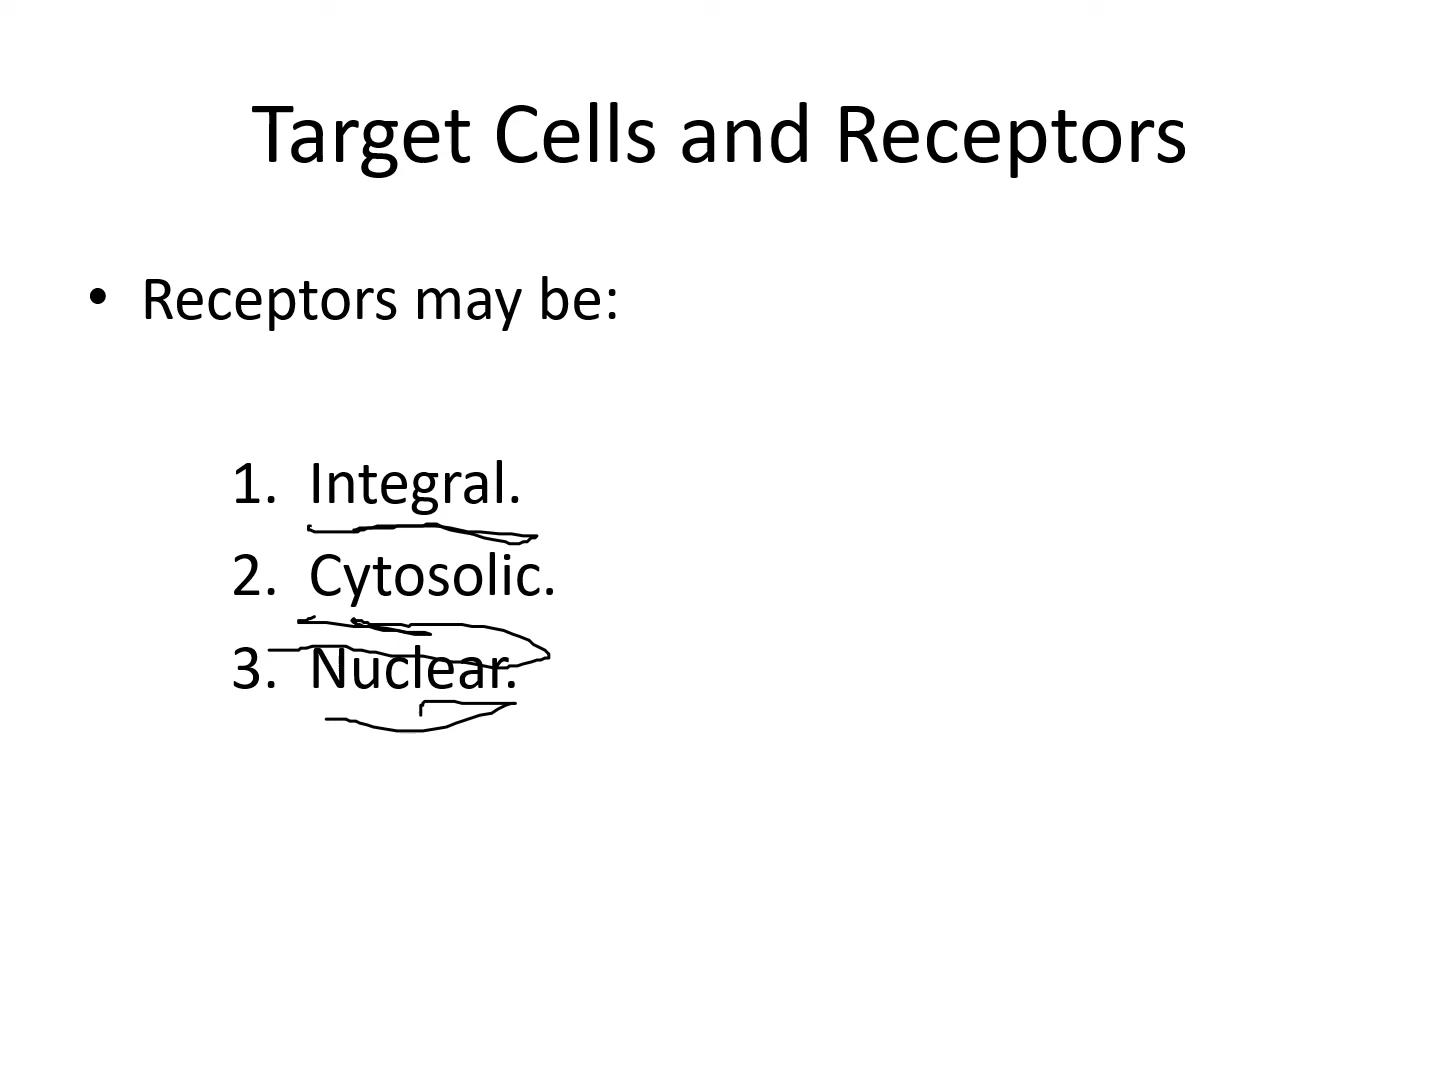 Target Cells and Receptors
• Receptors may be:
1. Integral.
2. Cytosolic.
3. Nuclear.